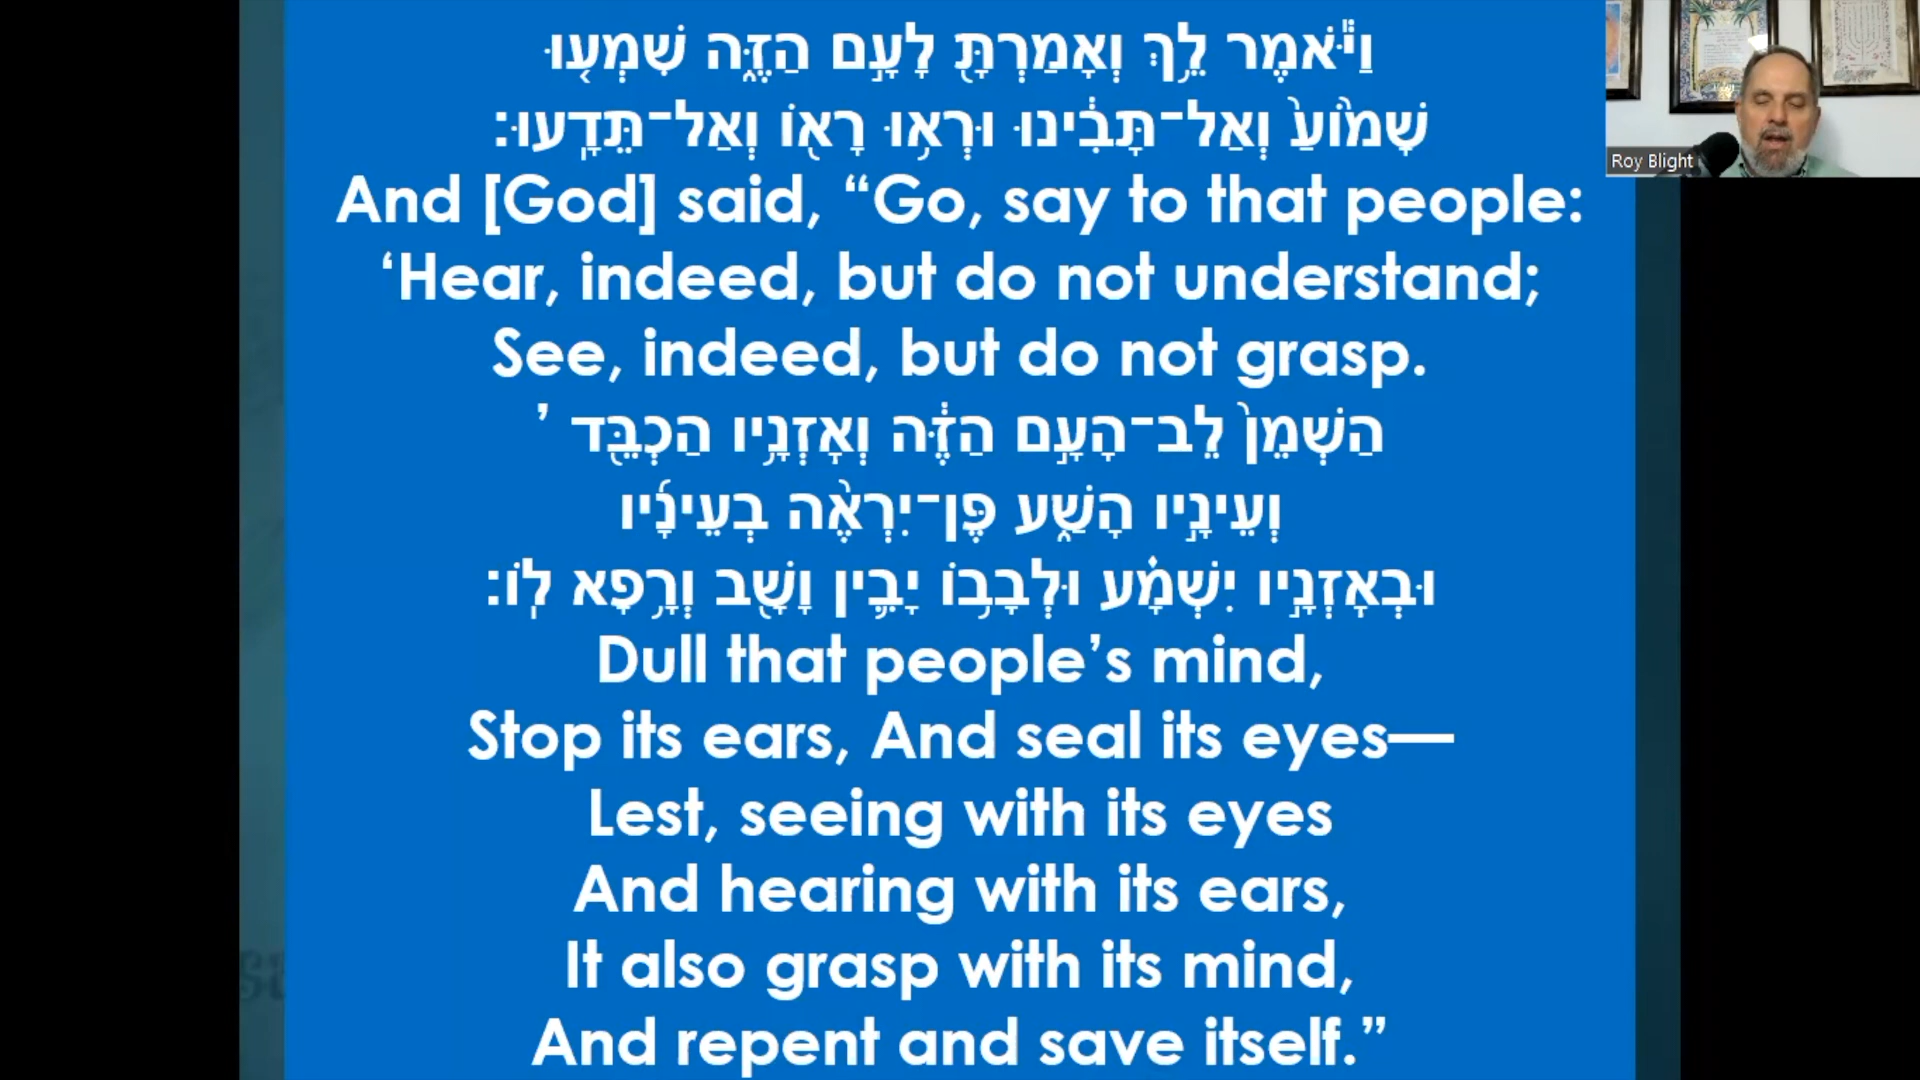 וַיֹּ֕אמֶר לֵ֥ךְ וְאָמַרְתָּ֖ לָעָ֣ם הַזֶּ֑ה שִׁמְע֤וּ
שָׁמ֙וֹעַ֙ וְאַל־תָּבִ֔ינוּ וּרְא֥וּ רָא֖וֹ וְאַל־תֵּדָֽעוּ׃
And [God] said, “Go, say to that people:
‘Hear, indeed, but do not understand;
See, indeed, but do not grasp.
הַשְׁמֵן֙ לֵב־הָעָ֣ם הַזֶּ֔ה וְאׇזְנָ֥יו הַכְבֵּ֖ד ’
וְעֵינָ֣יו הָשַׁ֑ע פֶּן־יִרְאֶ֨ה בְעֵינָ֜יו
וּבְאׇזְנָ֣יו יִשְׁמָ֗ע וּלְבָב֥וֹ יָבִ֛ין וָשָׁ֖ב וְרָ֥פָא לֽוֹ׃
Dull that people’s mind,
Stop its ears, And seal its eyes—
Lest, seeing with its eyes
And hearing with its ears,
It also grasp with its mind,
And repent and save itself.”
Roy Blight